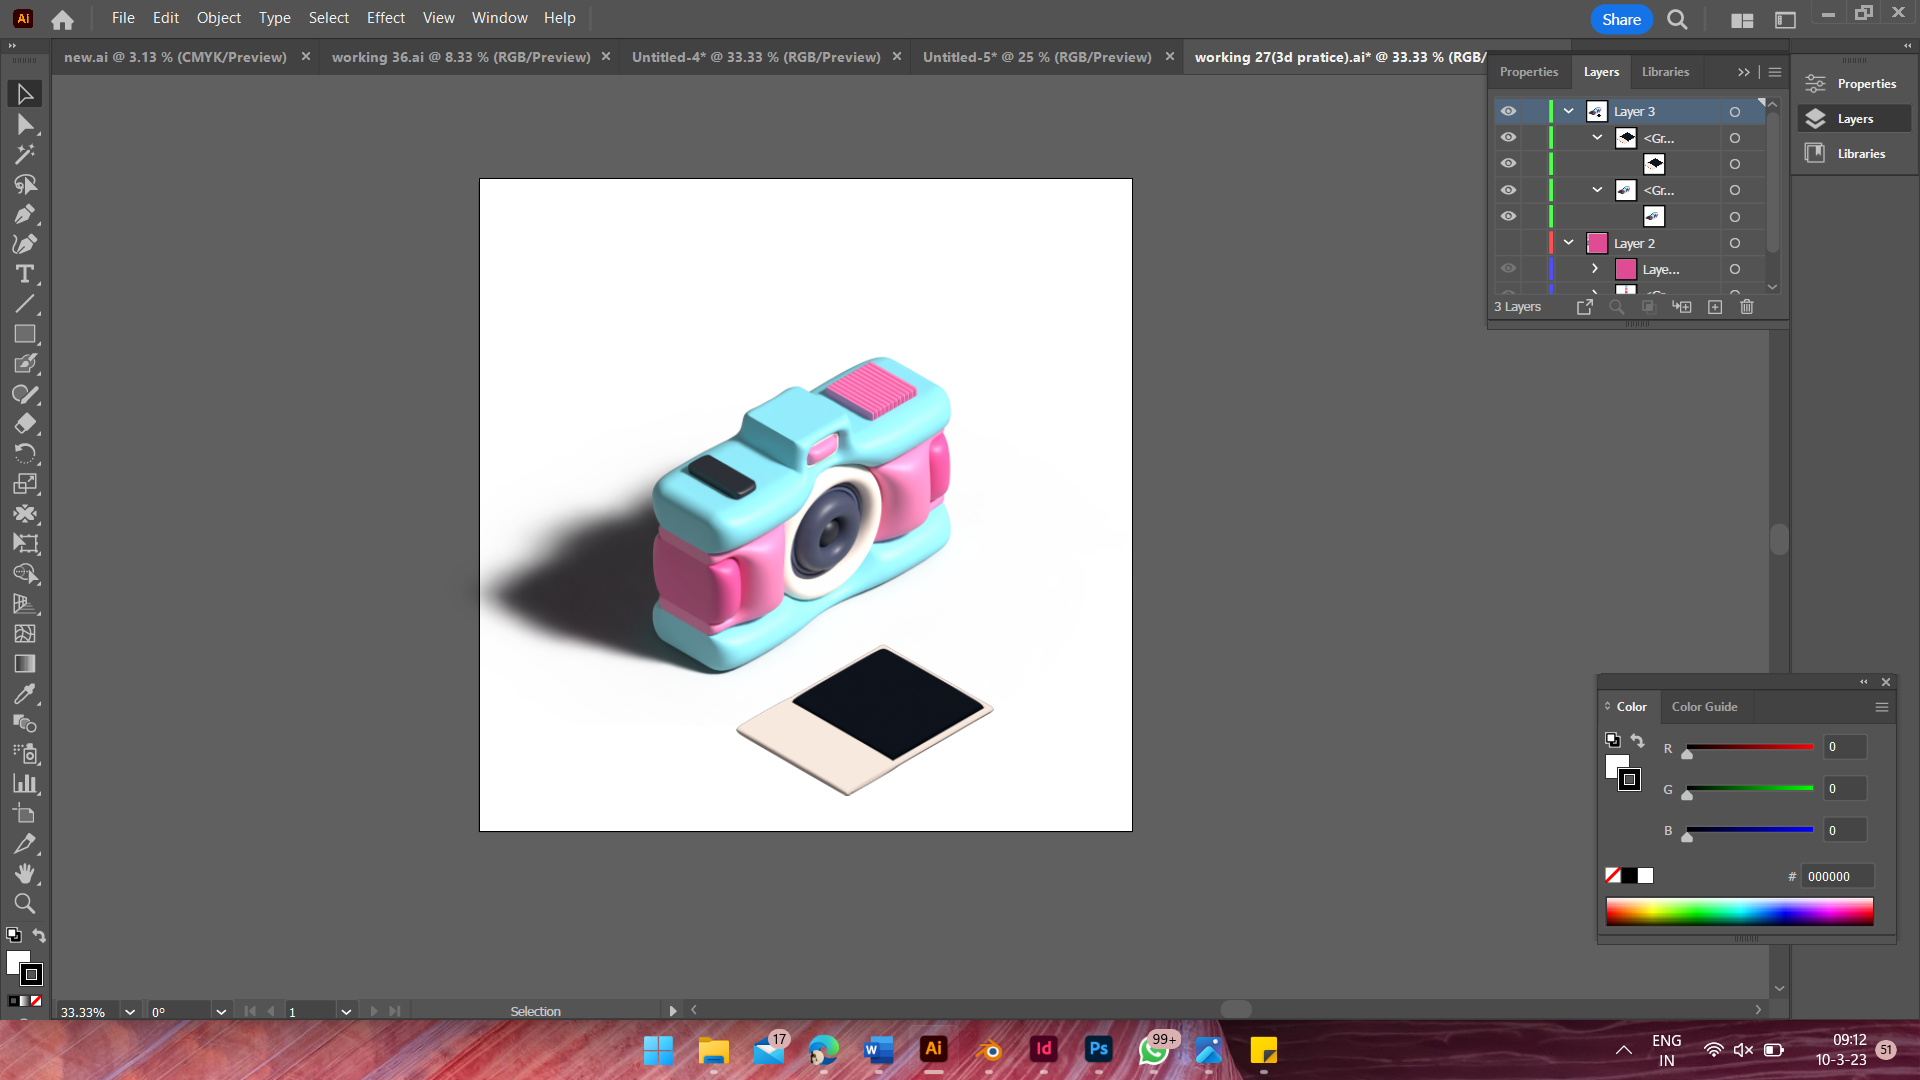 Ai File Edit Object Type Select Effect View Window Help Share
new.ai @ 3.13 % (CMYK/Preview) × working 36.ai @ 8.33 % (RGB/Preview) × Untitled-4* @ 33.33 % (RGB/Preview) × Untitled-5* @ 25 % (RGB/Preview) × working 27(3d pratice).ai* @ 33.33 % (RGB/
Properties Layers Libraries
Layer 3
<Gr...
<Gr...
Layer 2
Laye...
3 Layers
Properties
Layers
Libraries
Color Color Guide
R 0
G 0
B 0
# 000000
33.33% 0° 1 Selection
17 W Ai Id Ps 99+
ENG
IN
09:12
10-3-23
51